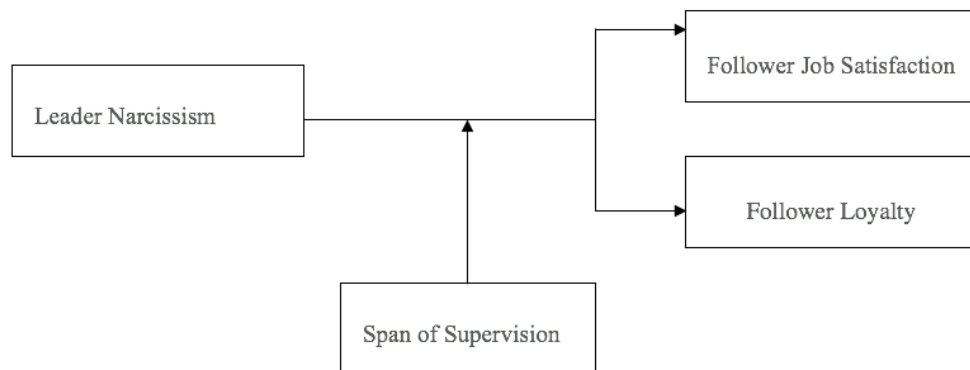 Follower Job Satisfaction
Leader Narcissism
Follower Loyalty
Span of Supervision